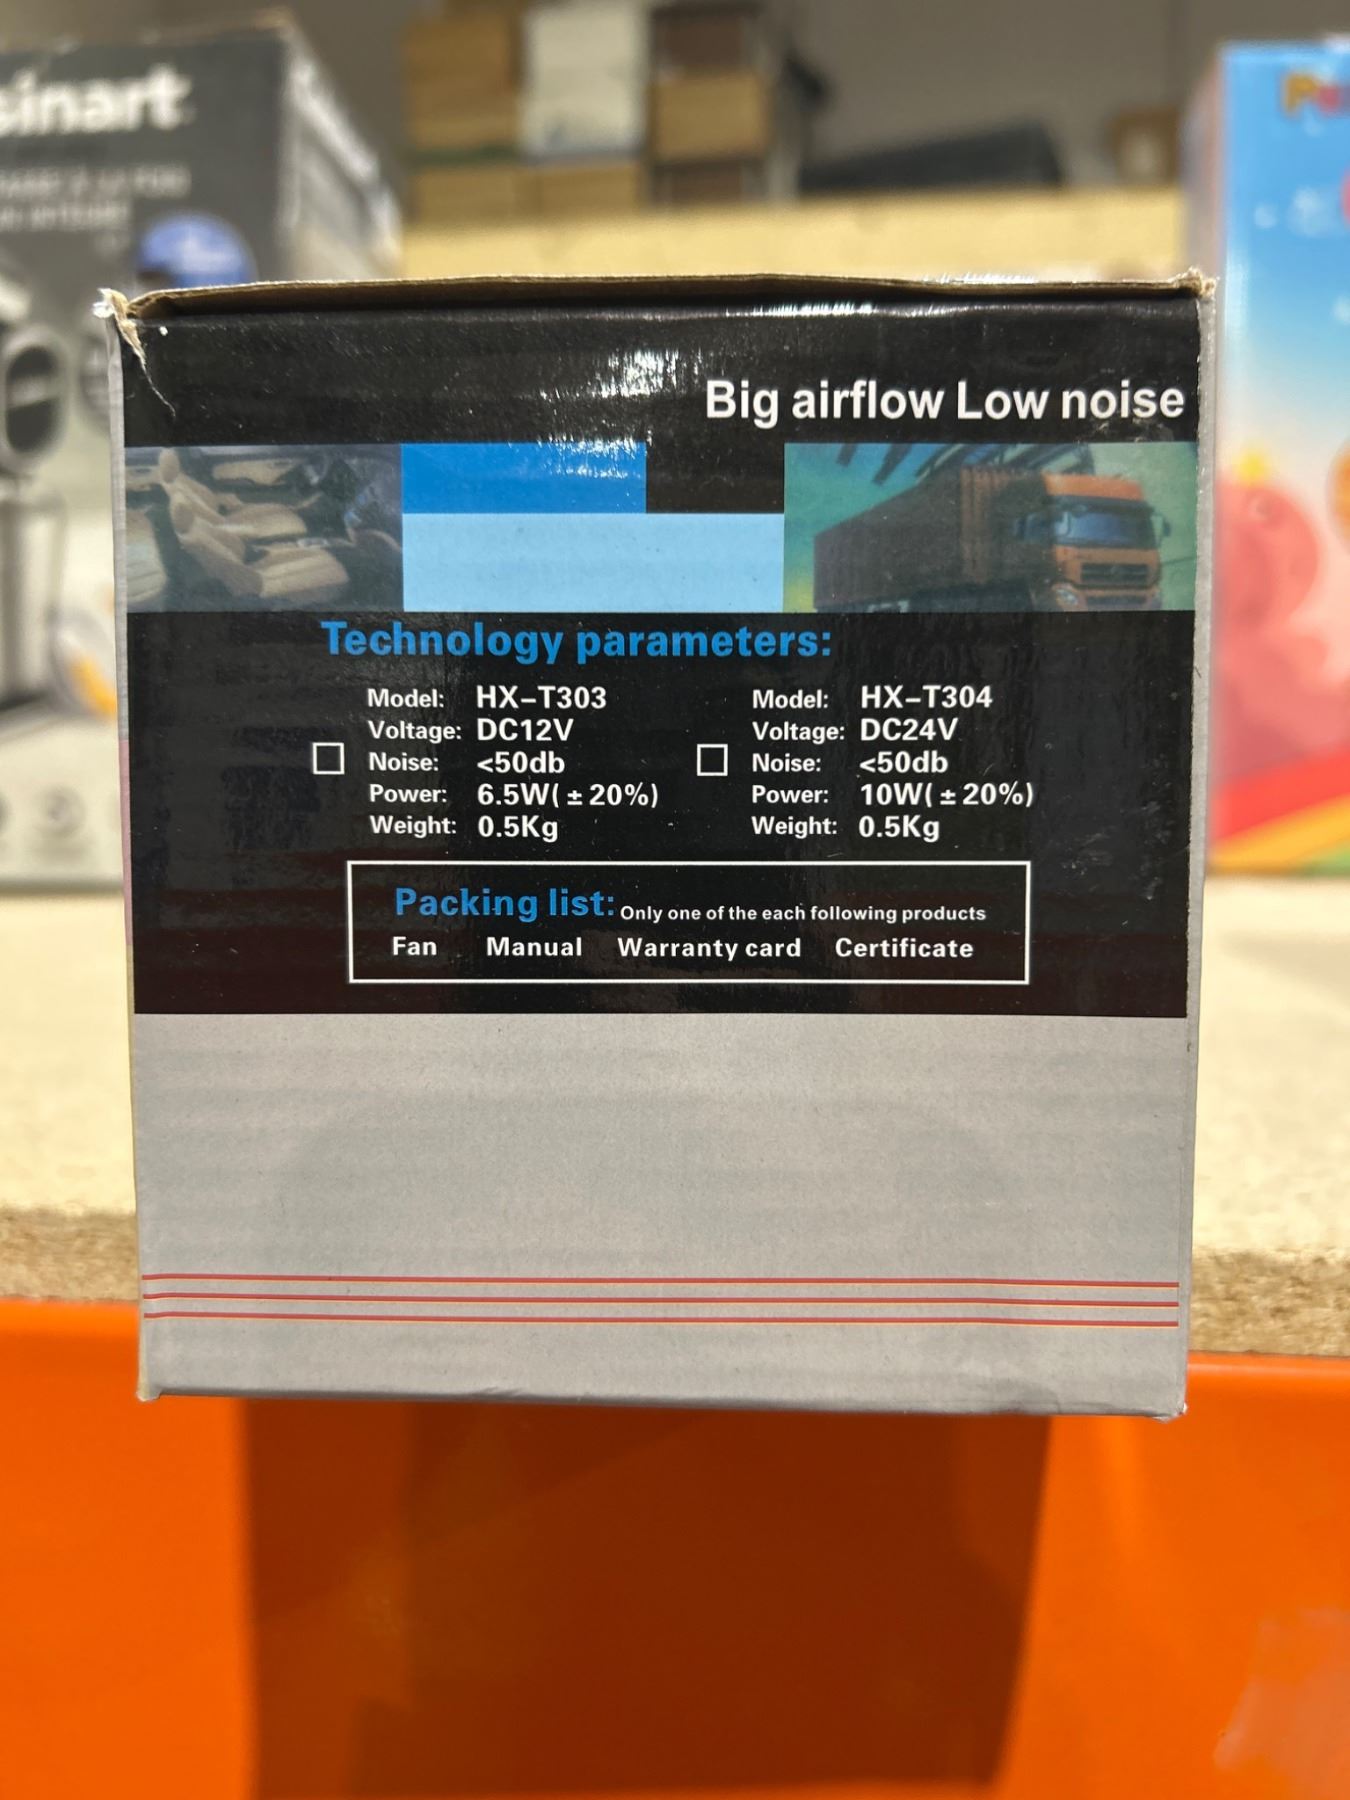 sinart
Big airflow Low noise
Technology parameters:
Model: HX-T303
Voltage: DC12V
Noise: <50db
Power: 6.5W(±20%)
Weight: 0.5Kg
Model: HX-T304
Voltage: DC24V
Noise: <50db
Power: 10W(±20%)
Weight: 0.5Kg
Packing list: Only one of the each following products
Fan Manual Warranty card Certificate